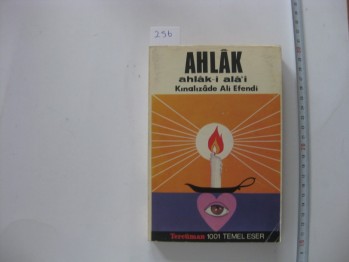 256
AHLÂK
ahlâk-i alâ'i
Kınalızâde Ali Efendi
Tercüman 1001 TEMEL ESER